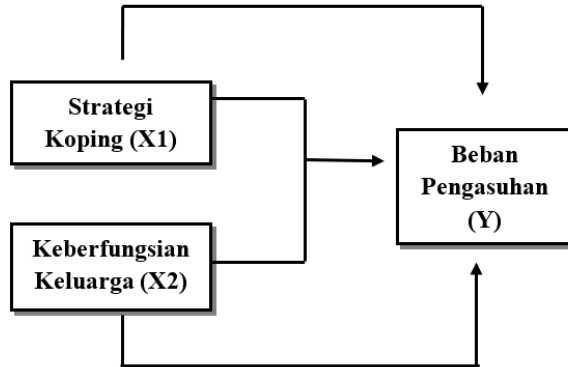 Strategi
Koping (X1)
Beban
Pengasuhan
(Y)
Keberfungsian
Keluarga (X2)